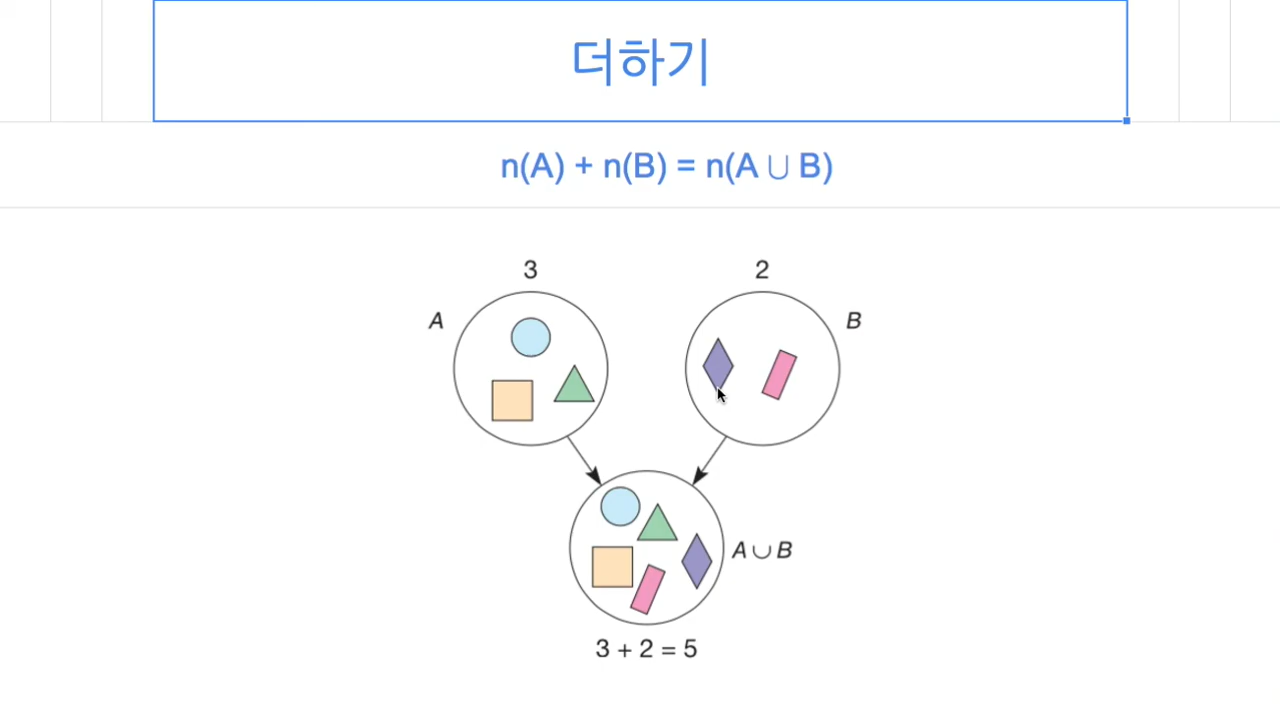 더하기
n(A) + n(B) = n(A ∪ B)
3
2
A
B
A ∪ B
3 + 2 = 5